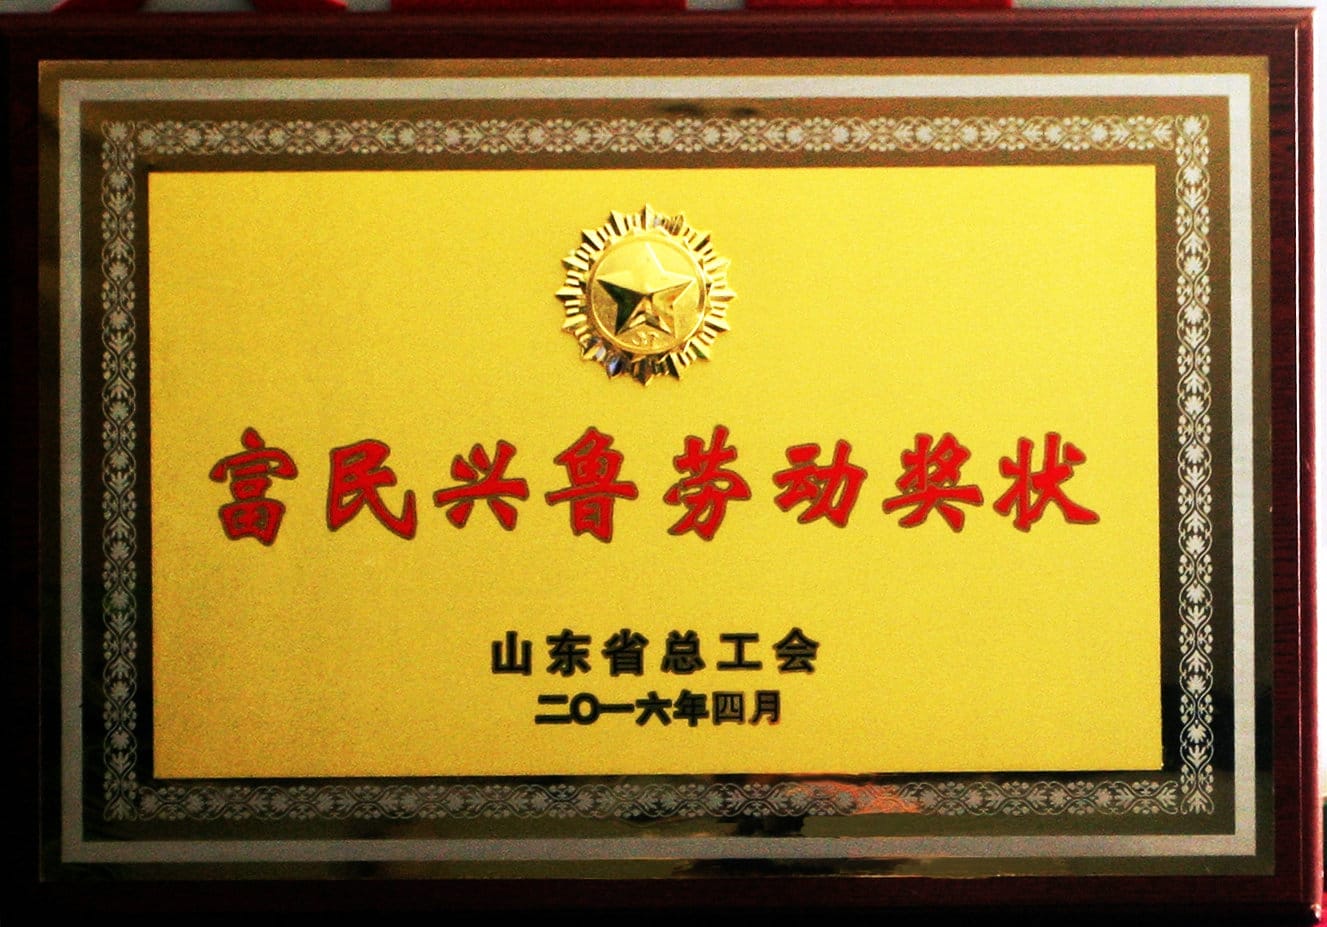 富民兴鲁劳动奖状
山东省总工会
二〇一六年四月